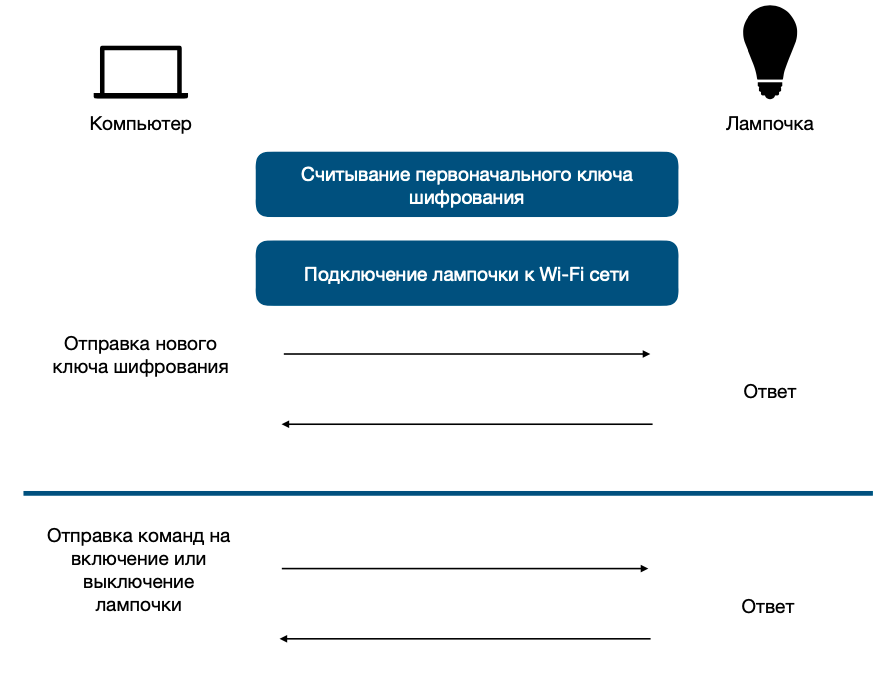 Компьютер
Лампочка
Считывание первоначального ключа
шифрования
Подключение лампочки к Wi-Fi сети
Отправка нового
ключа шифрования
Ответ
Отправка команд на
включение или
выключение
лампочки
Ответ